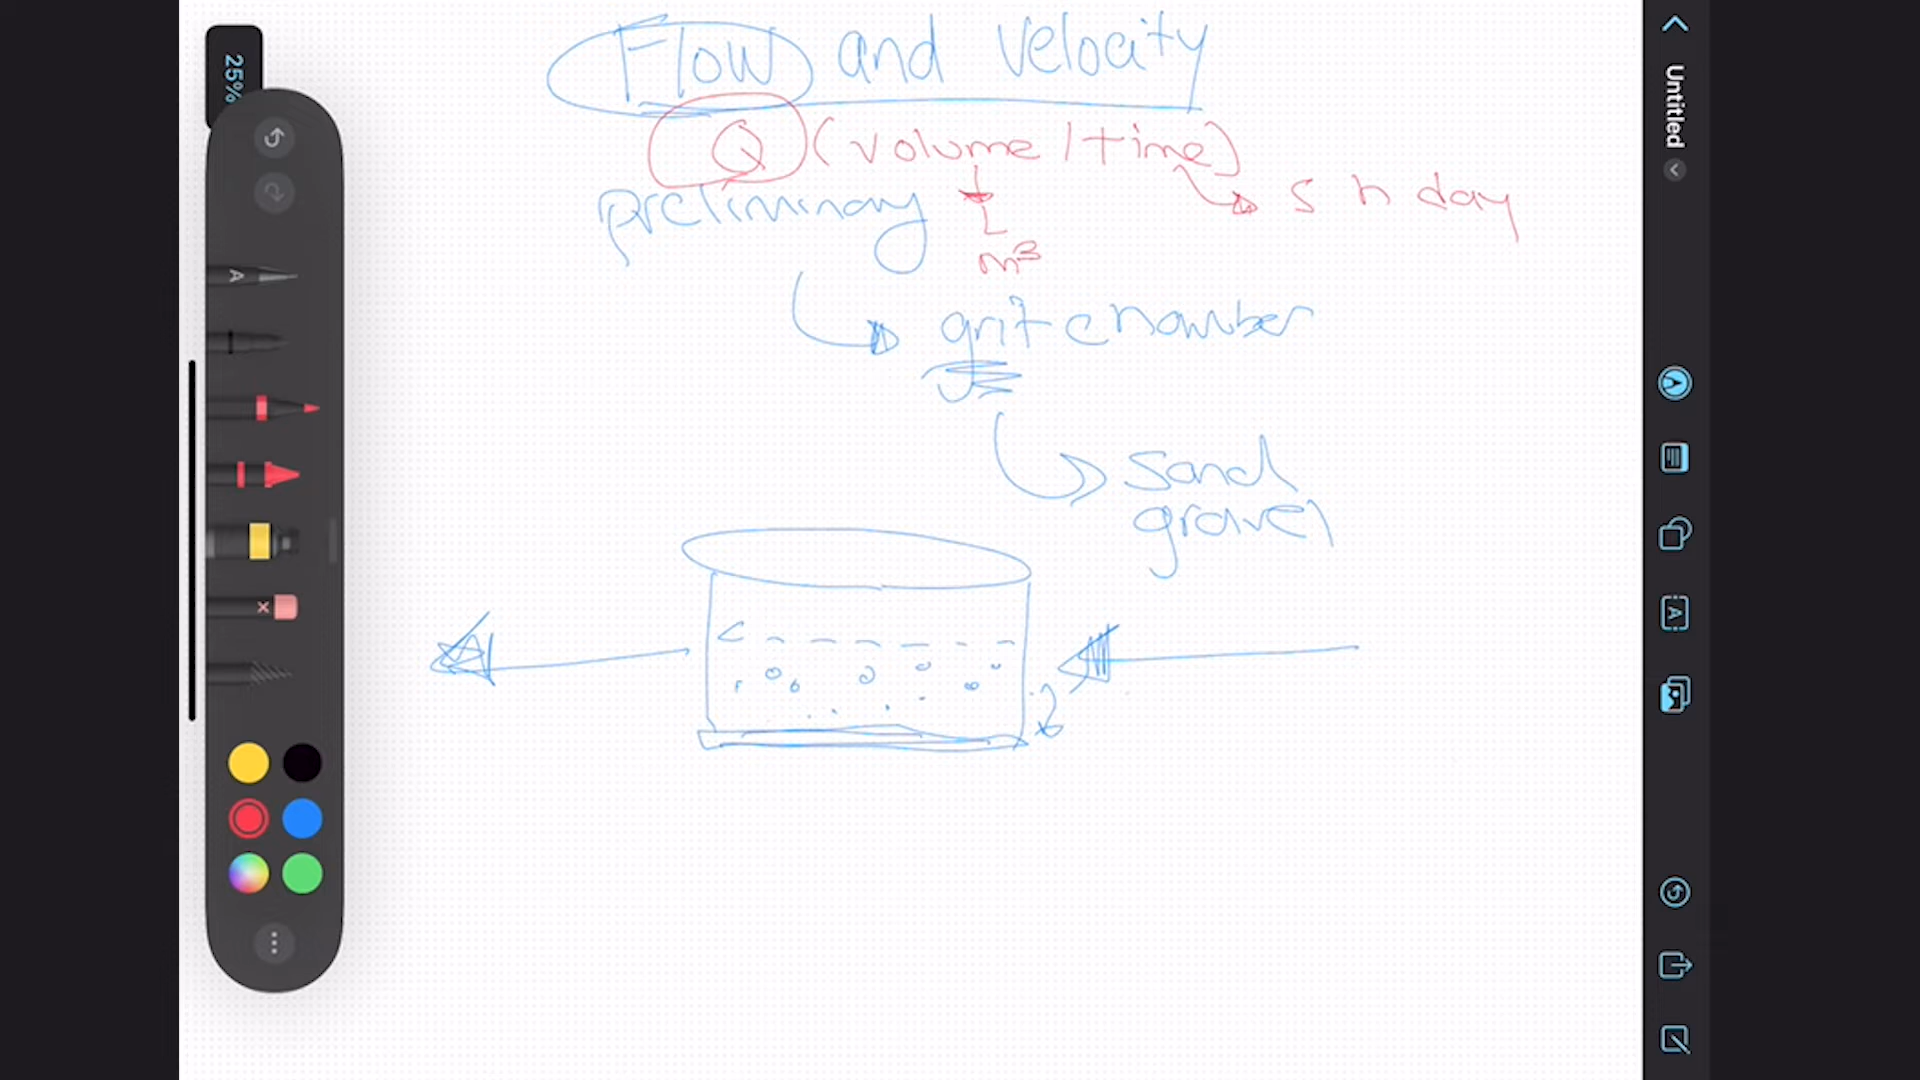 Flow and Velocity
Q (volume / time)
s h day
preliminary
L
m³
grit chamber
sand
gravel
25%
A
Untitled
A